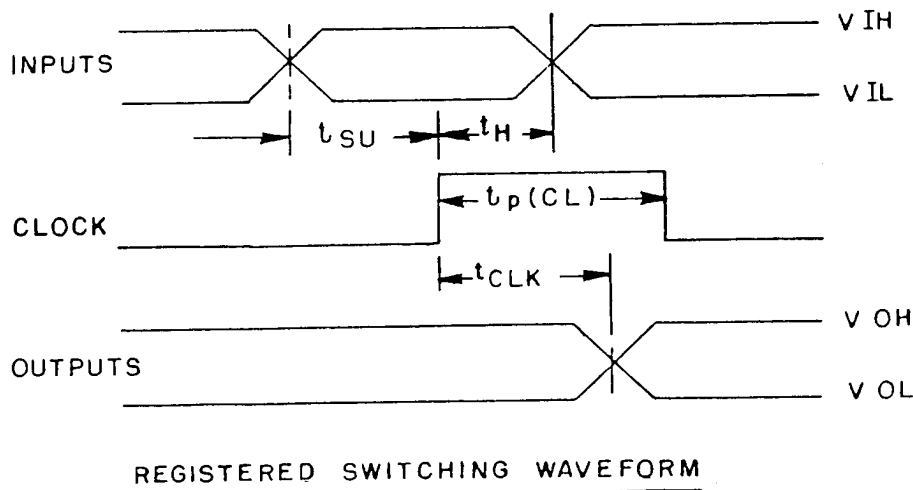 INPUTS
V IH
V IL
tSU
tH
tp(CL)
CLOCK
tCLK
OUTPUTS
V OH
V OL
REGISTERED SWITCHING WAVEFORM